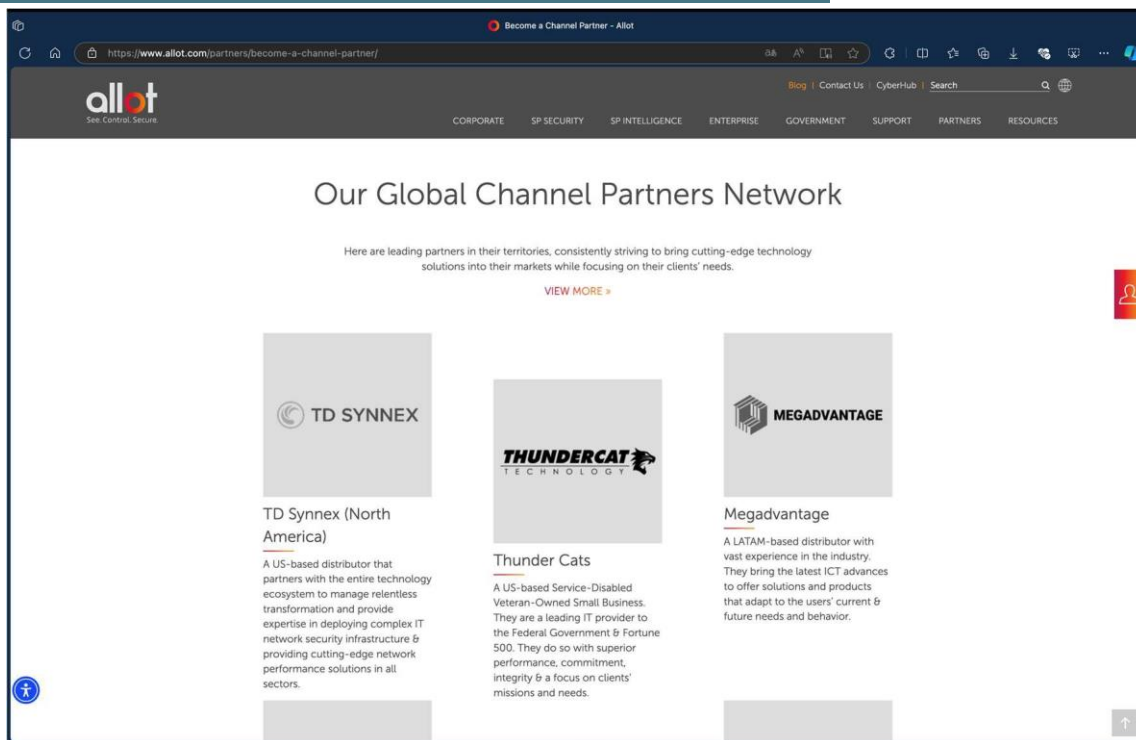 Become a Channel Partner - Allot
https://www.allot.com/partners/become-a-channel-partner/
Blog | Contact Us | CyberHub | Search
allot
See. Control. Secure.
CORPORATE SP SECURITY SP INTELLIGENCE ENTERPRISE GOVERNMENT SUPPORT PARTNERS RESOURCES
Our Global Channel Partners Network
Here are leading partners in their territories, consistently striving to bring cutting-edge technology
solutions into their markets while focusing on their clients' needs.
VIEW MORE »
TD SYNNEX
TD Synnex (North
America)
A US-based distributor that
partners with the entire technology
ecosystem to manage relentless
transformation and provide
expertise in deploying complex IT
network security infrastructure &
providing cutting-edge network
performance solutions in all
sectors.
THUNDERCAT
TECHNOLOGY
Thunder Cats
A US-based Service-Disabled
Veteran-Owned Small Business.
They are a leading IT provider to
the Federal Government & Fortune
500. They do so with superior
performance, commitment,
integrity & a focus on clients'
missions and needs.
MEGADVANTAGE
Megadvantage
A LATAM-based distributor with
vast experience in the industry.
They bring the latest ICT advances
to offer solutions and products
that adapt to the users' current &
future needs and behavior.